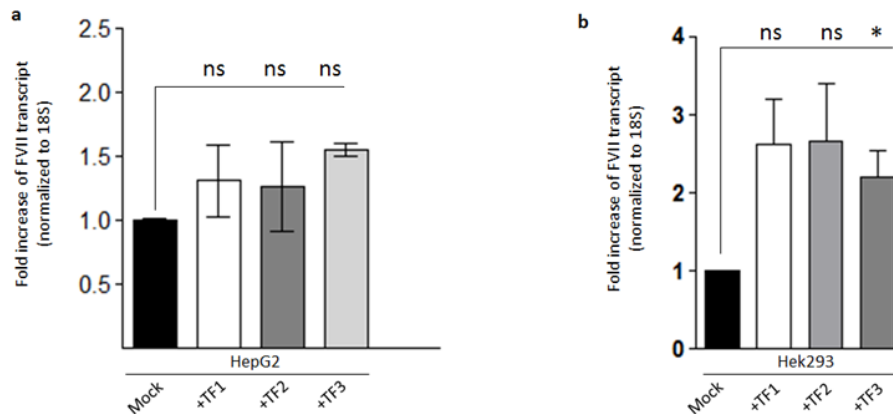 a
Fold increase of FVII transcript
(normalized to 18S)
2.5
2.0
1.5
1.0
0.5
ns ns ns
HepG2
Mock +TF1 +TF2 +TF3
b
Fold increase of FVII transcript
(normalized to 18S)
4
3
2
1
0
ns ns *
Hek293
Mock +TF1 +TF2 +TF3